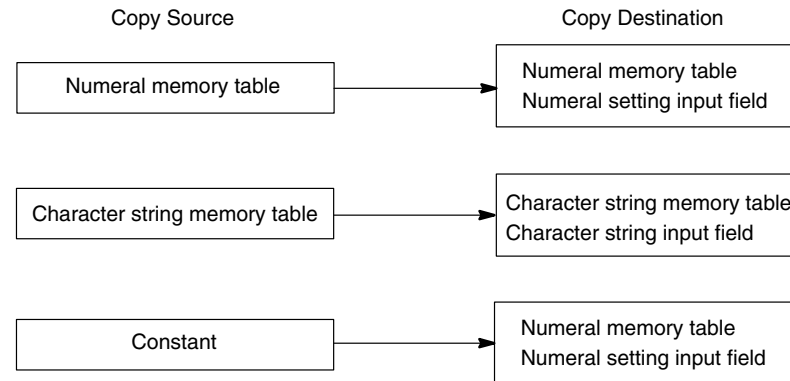 Copy Source
Copy Destination
Numeral memory table
Numeral memory table
Numeral setting input field
Character string memory table
Character string memory table
Character string input field
Constant
Numeral memory table
Numeral setting input field